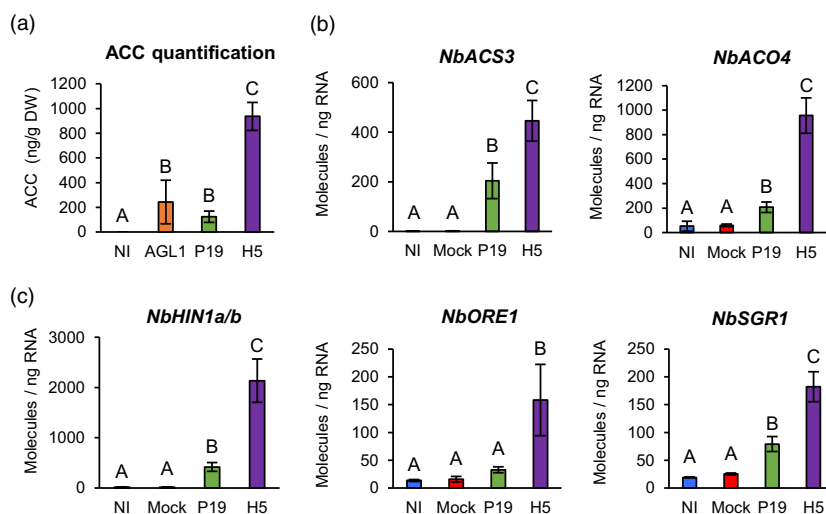 (a)
ACC quantification
ACC (ng/g DW)
1200
1000
800
600
400
200
0
A
B
B
C
NI AGL1 P19 H5
(b)
NbACS3
Molecules / ng RNA
600
400
200
0
A
A
B
C
NI Mock P19 H5
NbACO4
Molecules / ng RNA
1200
1000
800
600
400
200
0
A
A
B
C
NI Mock P19 H5
(c)
NbHIN1a/b
Molecules / ng RNA
3000
2000
1000
0
A
A
B
C
NI Mock P19 H5
NbORE1
Molecules / ng RNA
250
200
150
100
50
0
A
A
A
B
NI Mock P19 H5
NbSGR1
Molecules / ng RNA
250
200
150
100
50
0
A
A
B
C
NI Mock P19 H5